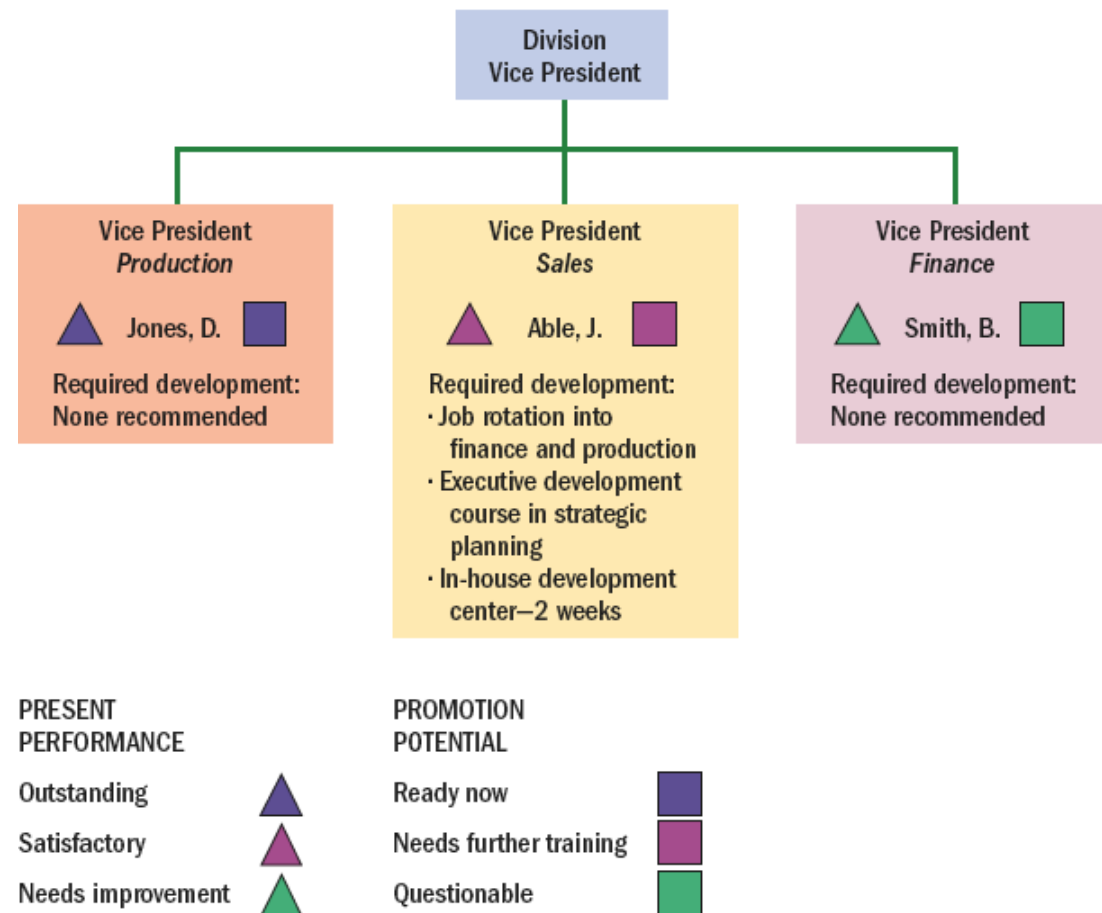 Division
Vice President
Vice President
Production
Jones, D.
Required development:
None recommended
Vice President
Sales
Able, J.
Required development:
· Job rotation into
finance and production
· Executive development
course in strategic
planning
· In-house development
center—2 weeks
Vice President
Finance
Smith, B.
Required development:
None recommended
PRESENT
PERFORMANCE
Outstanding
Satisfactory
Needs improvement
PROMOTION
POTENTIAL
Ready now
Needs further training
Questionable